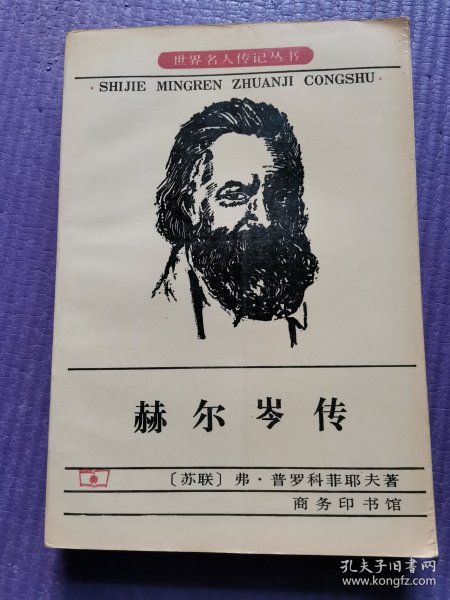 世界名人传记丛书
·SHIJIE MINGREN ZHUANJI CONGSHU·
赫尔岑传
〔苏联〕弗·普罗科菲耶夫著
商务印书馆
孔夫子旧书网
www.kongfz.com